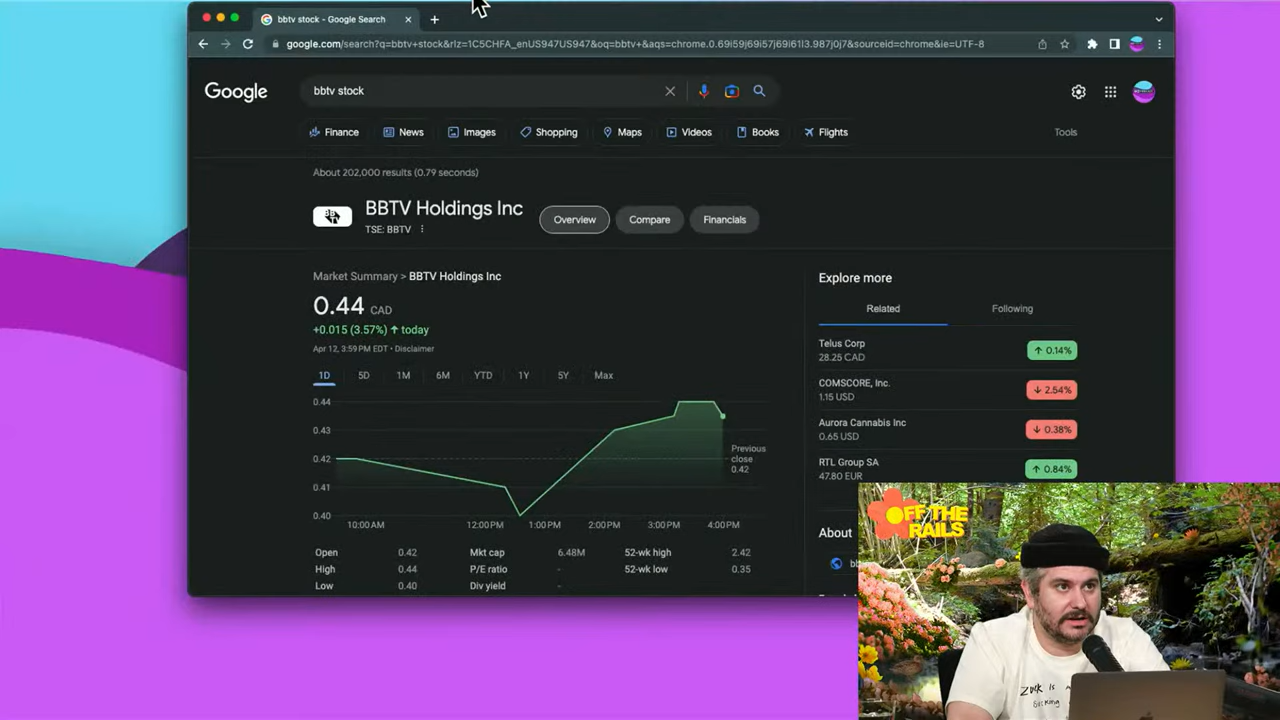 bbtv stock - Google Search
google.com/search?q=bbtv+stock&rlz=1C5CHFA_enUS947US947&oq=bbtv+&aqs=chrome.0.69i59j69i57j69i61l3.987j0j7&sourceid=chrome&ie=UTF-8
Google
bbtv stock
Finance
News
Images
Shopping
Maps
Videos
Books
Flights
Tools
About 202,000 results (0.79 seconds)
BBTV Holdings Inc
TSE: BBTV
Overview
Compare
Financials
Market Summary > BBTV Holdings Inc
0.44 CAD
+0.015 (3.57%) ↑ today
Apr 12, 3:59 PM EDT • Disclaimer
1D 5D 1M 6M YTD 1Y 5Y Max
0.44
0.43
0.42
0.41
0.40
Previous
close
0.42
10:00 AM 12:00 PM 1:00 PM 2:00 PM 3:00 PM 4:00 PM
Open 0.42 Mkt cap 6.48M 52-wk high 2.42
High 0.44 P/E ratio - 52-wk low 0.35
Low 0.40 Div yield -
Explore more
Related Following
Telus Corp
28.25 CAD
↑ 0.14%
COMSCORE, Inc.
1.15 USD
↓ 2.54%
Aurora Cannabis Inc
0.65 USD
↓ 0.38%
RTL Group SA
47.80 EUR
↑ 0.84%
About
OFF THE
RAILS
Zuck is a